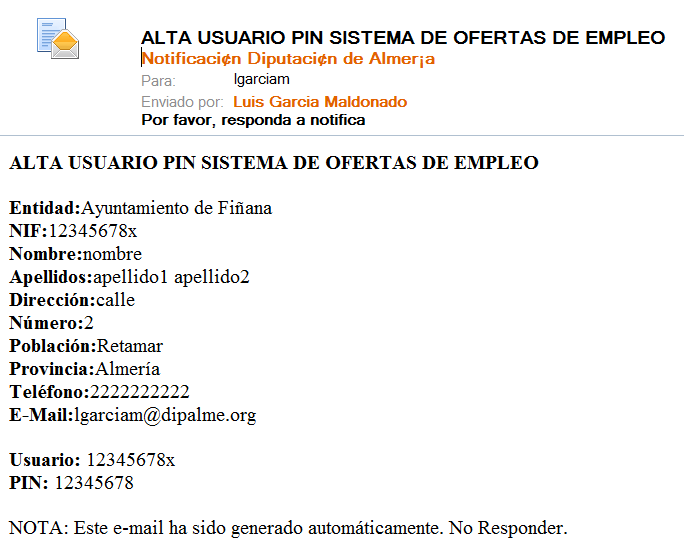 ALTA USUARIO PIN SISTEMA DE OFERTAS DE EMPLEO
Notificaci¢n Diputaci¢n de Almer¡a
Para: lgarciam
Enviado por: Luis Garcia Maldonado
Por favor, responda a notifica
ALTA USUARIO PIN SISTEMA DE OFERTAS DE EMPLEO
Entidad:Ayuntamiento de Fiñana
NIF:12345678x
Nombre:nombre
Apellidos:apellido1 apellido2
Dirección:calle
Número:2
Población:Retamar
Provincia:Almería
Teléfono:2222222222
E-Mail:lgarciam@dipalme.org
Usuario: 12345678x
PIN: 12345678
NOTA: Este e-mail ha sido generado automáticamente. No Responder.